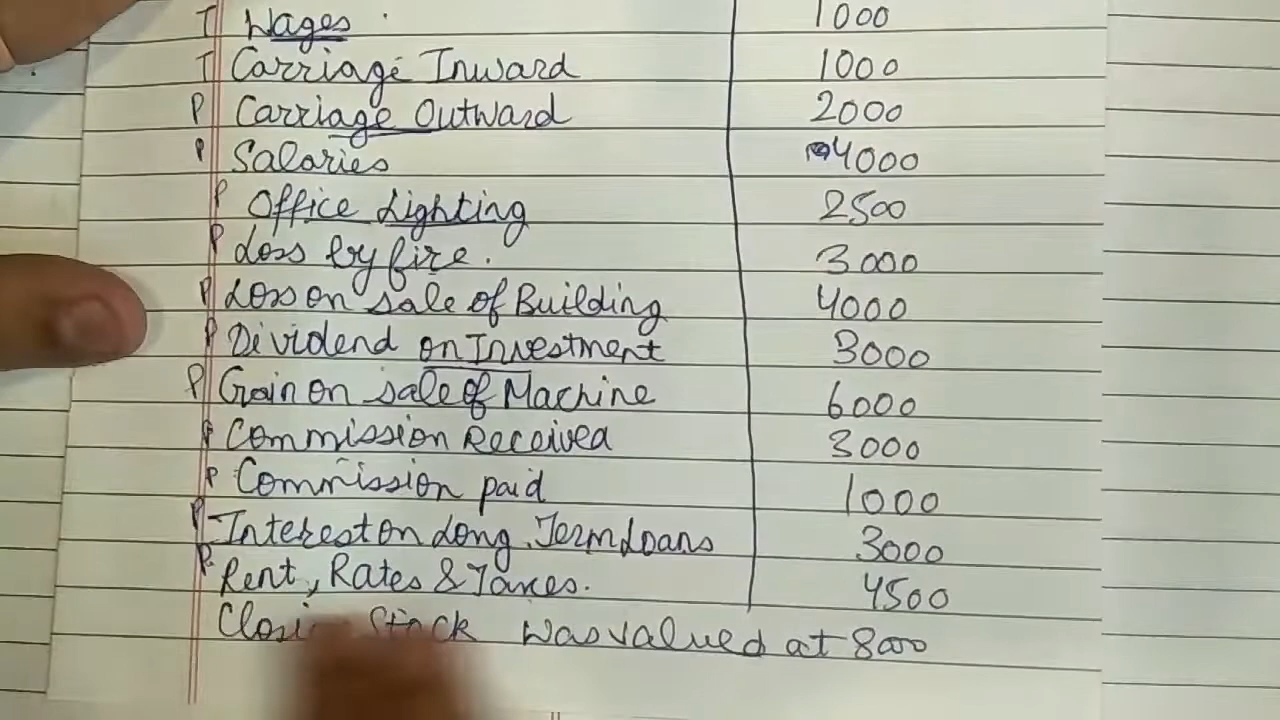 T Wages 1000
T Carriage Inward 1000
P Carriage Outward 2000
P Salaries 4000
P Office Lighting 2500
P Loss by fire. 3000
P Loss on sale of Building 4000
P Dividend on Investment 3000
P Gain on sale of Machine 6000
P Commission Received 3000
P Commission paid 1000
P Interest on Long Term Loans 3000
P Rent, Rates & Taxes. 4500
Stock was valued at 8000